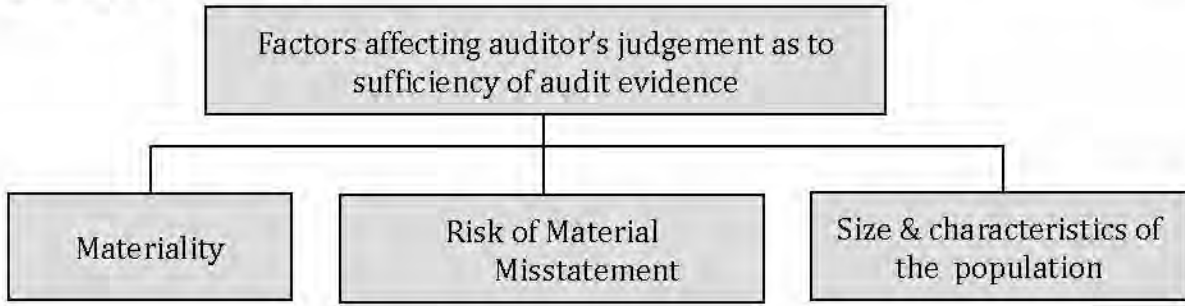 Factors affecting auditor's judgement as to
sufficiency of audit evidence
Materiality
Risk of Material
Misstatement
Size & characteristics of
the population